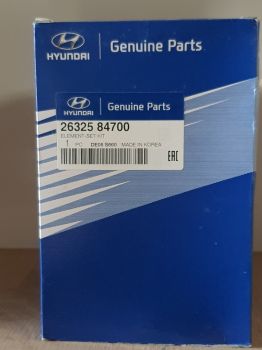 HYUNDAI Genuine Parts
HYUNDAI Genuine Parts
26325 84700
ELEMENT-SET KIT
1 PC MADE IN KOREA
EAC